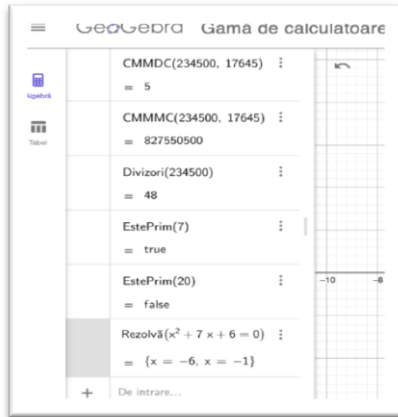 GeoGebra Gamă de calculatoare
CMMDC(234500, 17645)
= 5
Algebră
CMMMC(234500, 17645)
= 827550500
Tabel
Divizori(234500)
= 48
EstePrim(7)
= true
EstePrim(20)
= false
-10 -8
Rezolvă(x² + 7 x + 6 = 0)
= {x = −6, x = −1}
+ De intrare...